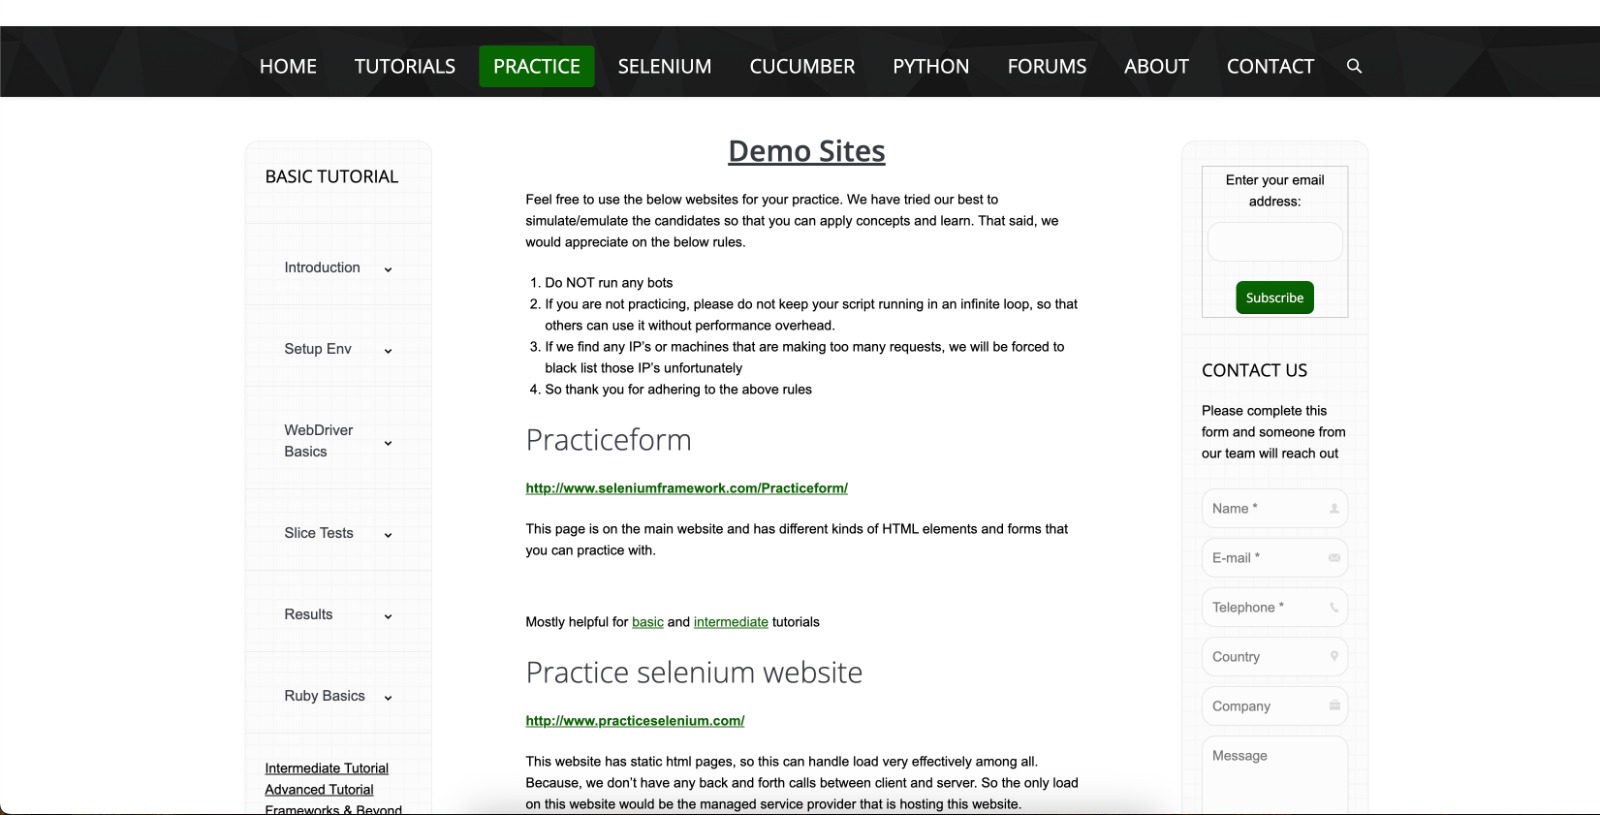 HOME TUTORIALS PRACTICE SELENIUM CUCUMBER PYTHON FORUMS ABOUT CONTACT
BASIC TUTORIAL
Introduction
Setup Env
WebDriver
Basics
Slice Tests
Results
Ruby Basics
Intermediate Tutorial
Advanced Tutorial
Frameworks & Beyond
Demo Sites
Feel free to use the below websites for your practice. We have tried our best to
simulate/emulate the candidates so that you can apply concepts and learn. That said, we
would appreciate on the below rules.
1. Do NOT run any bots
2. If you are not practicing, please do not keep your script running in an infinite loop, so that
others can use it without performance overhead.
3. If we find any IP's or machines that are making too many requests, we will be forced to
black list those IP's unfortunately
4. So thank you for adhering to the above rules
Practiceform
http://www.seleniumframework.com/Practiceform/
This page is on the main website and has different kinds of HTML elements and forms that
you can practice with.
Mostly helpful for basic and intermediate tutorials
Practice selenium website
http://www.practiceselenium.com/
This website has static html pages, so this can handle load very effectively among all.
Because, we don't have any back and forth calls between client and server. So the only load
on this website would be the managed service provider that is hosting this website.
Enter your email
address:
Subscribe
CONTACT US
Please complete this
form and someone from
our team will reach out
Name *
E-mail *
Telephone *
Country
Company
Message